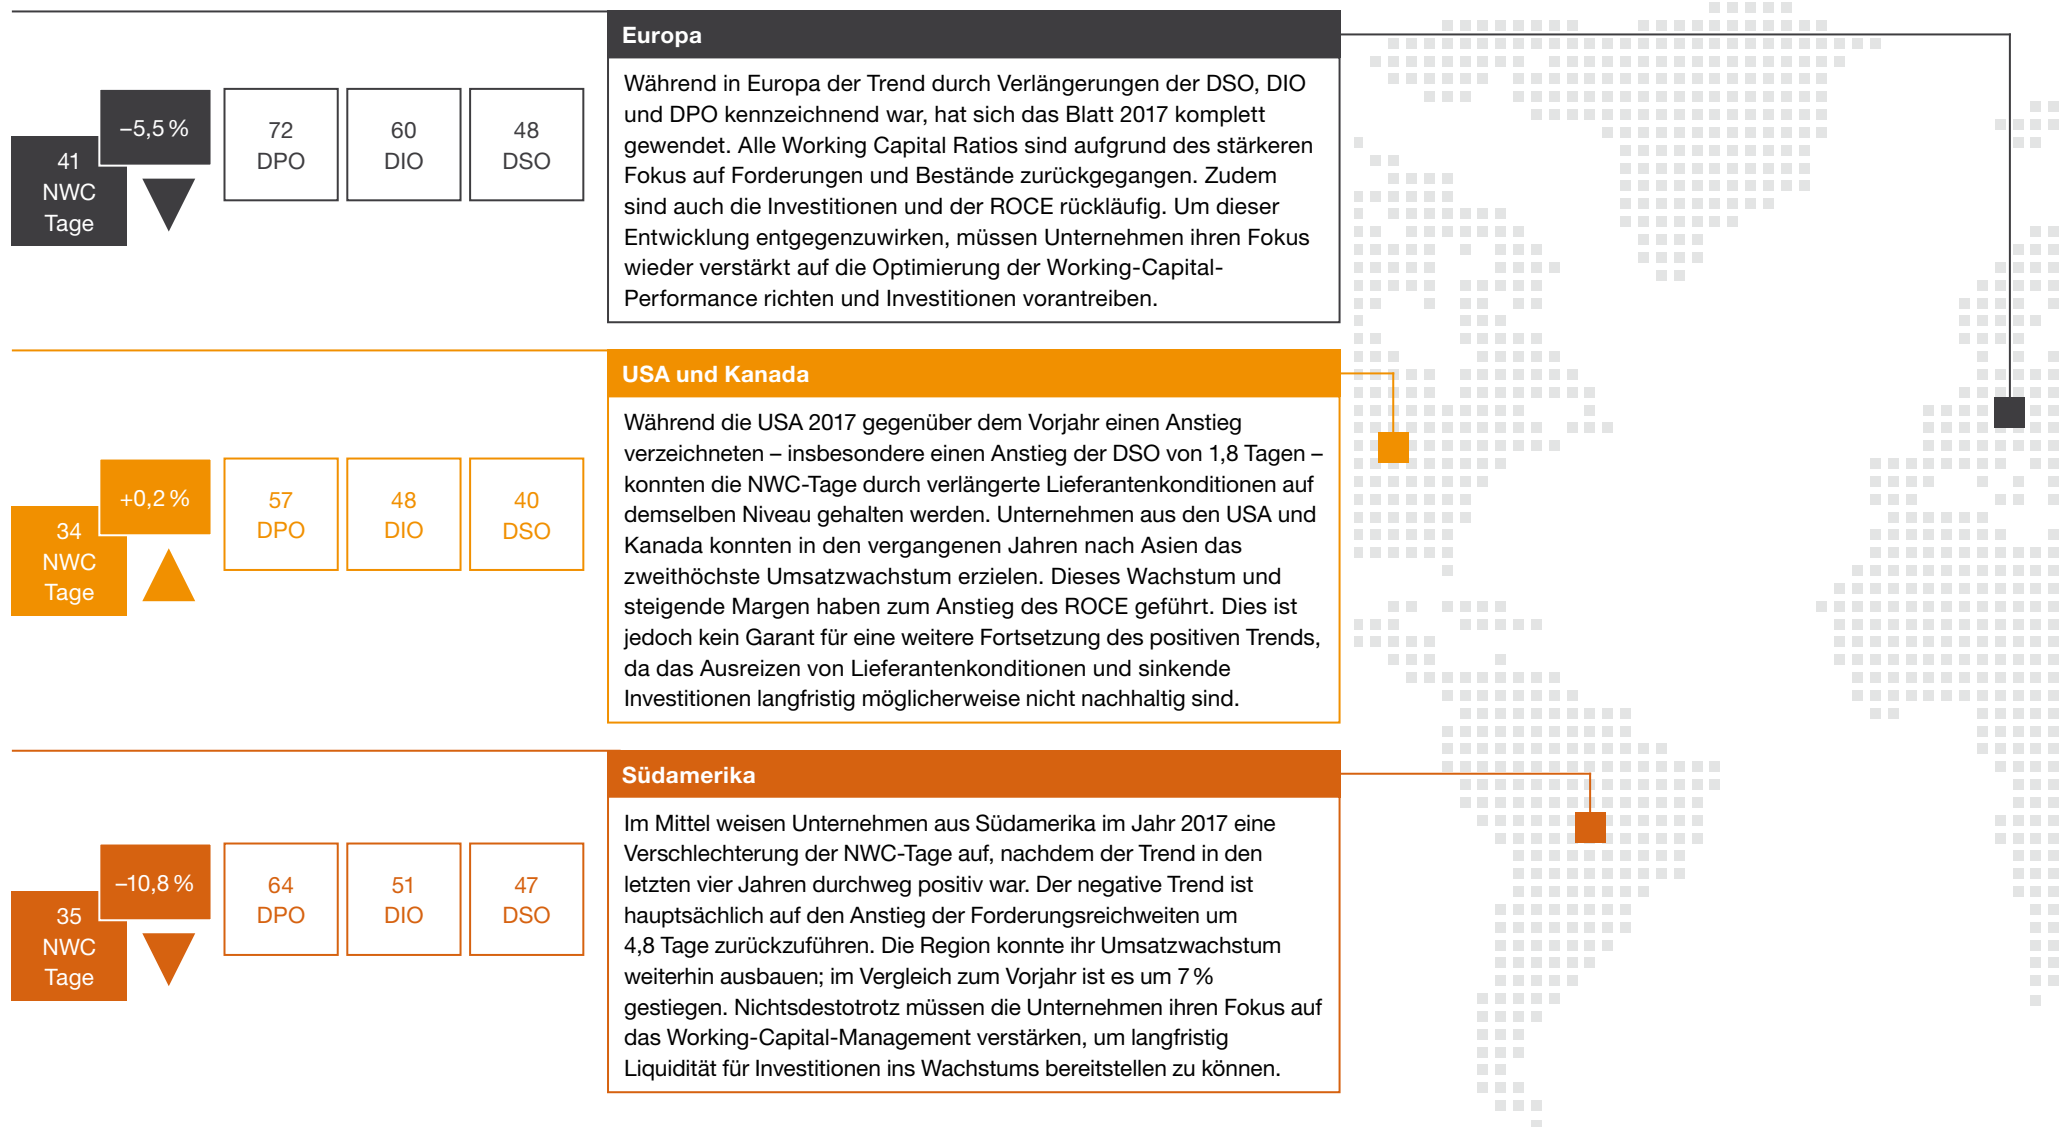 Europa
–5,5 %
41
NWC
Tage
72
DPO
60
DIO
48
DSO
Während in Europa der Trend durch Verlängerungen der DSO, DIO
und DPO kennzeichnend war, hat sich das Blatt 2017 komplett
gewendet. Alle Working Capital Ratios sind aufgrund des stärkeren
Fokus auf Forderungen und Bestände zurückgegangen. Zudem
sind auch die Investitionen und der ROCE rückläufig. Um dieser
Entwicklung entgegenzuwirken, müssen Unternehmen ihren Fokus
wieder verstärkt auf die Optimierung der Working-Capital-
Performance richten und Investitionen vorantreiben.
USA und Kanada
+0,2 %
34
NWC
Tage
57
DPO
48
DIO
40
DSO
Während die USA 2017 gegenüber dem Vorjahr einen Anstieg
verzeichneten – insbesondere einen Anstieg der DSO von 1,8 Tagen –
konnten die NWC-Tage durch verlängerte Lieferantenkonditionen auf
demselben Niveau gehalten werden. Unternehmen aus den USA und
Kanada konnten in den vergangenen Jahren nach Asien das
zweithöchste Umsatzwachstum erzielen. Dieses Wachstum und
steigende Margen haben zum Anstieg des ROCE geführt. Dies ist
jedoch kein Garant für eine weitere Fortsetzung des positiven Trends,
da das Ausreizen von Lieferantenkonditionen und sinkende
Investitionen langfristig möglicherweise nicht nachhaltig sind.
Südamerika
–10,8 %
35
NWC
Tage
64
DPO
51
DIO
47
DSO
Im Mittel weisen Unternehmen aus Südamerika im Jahr 2017 eine
Verschlechterung der NWC-Tage auf, nachdem der Trend in den
letzten vier Jahren durchweg positiv war. Der negative Trend ist
hauptsächlich auf den Anstieg der Forderungsreichweiten um
4,8 Tage zurückzuführen. Die Region konnte ihr Umsatzwachstum
weiterhin ausbauen; im Vergleich zum Vorjahr ist es um 7 %
gestiegen. Nichtsdestotrotz müssen die Unternehmen ihren Fokus auf
das Working-Capital-Management verstärken, um langfristig
Liquidität für Investitionen ins Wachstums bereitstellen zu können.